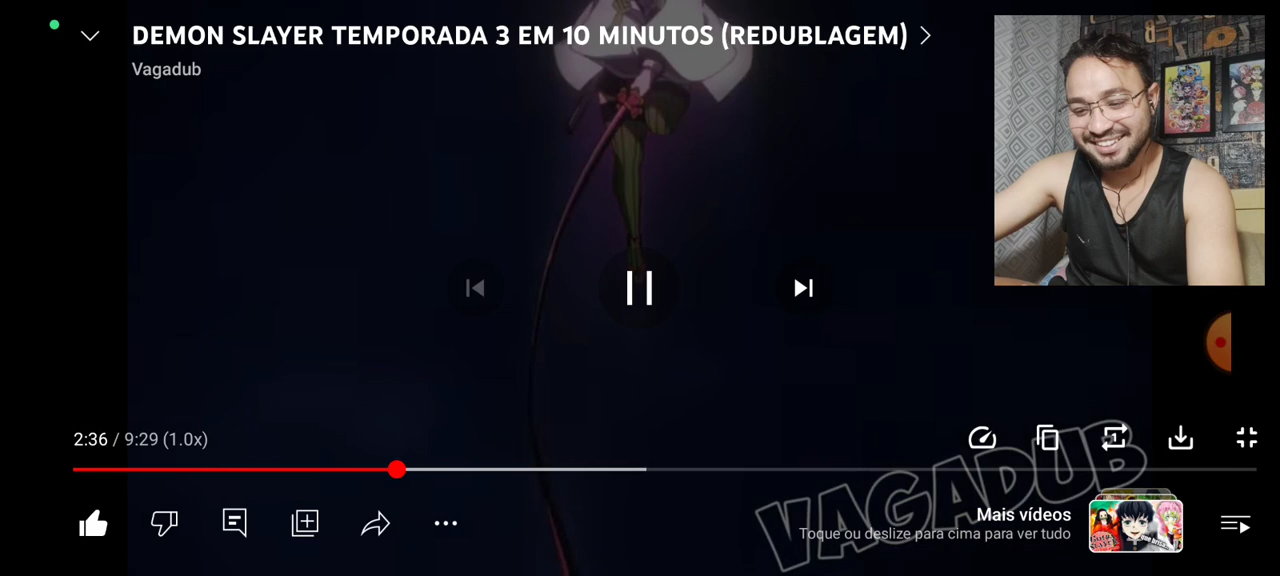 DEMON SLAYER TEMPORADA 3 EM 10 MINUTOS (REDUBLAGEM)
Vagadub
2:36 / 9:29 (1.0x)
1
VAGADUB
Mais vídeos
Toque ou deslize para cima para ver tudo